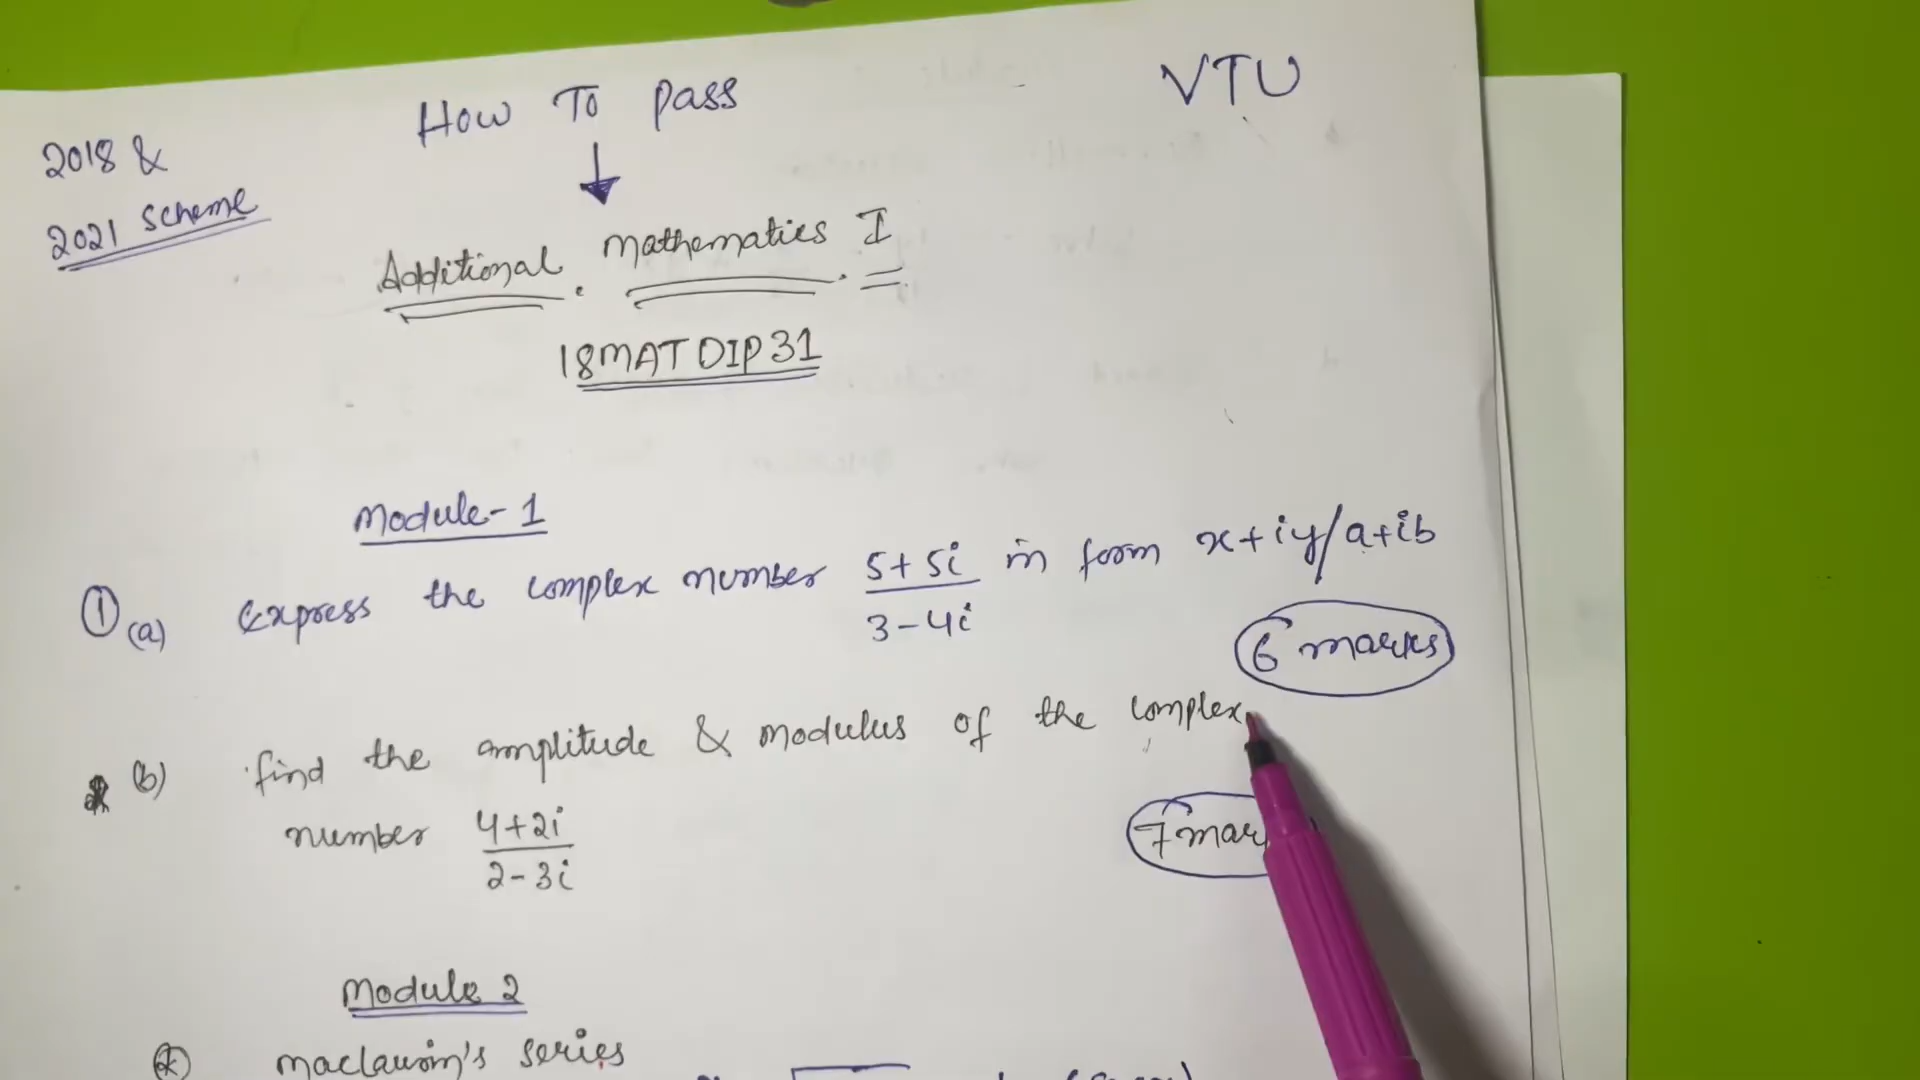 VTU
How To pass
2018 &
2021 scheme
Additional mathematics I
18MATDIP31
Module-1
① (a) Express the complex number 5+5i/3-4i in form x+iy/a+ib
6 marks
(b) find the amplitude & modulus of the complex
number 4+2i/2-3i
7 mar
Module 2
maclaurin's series